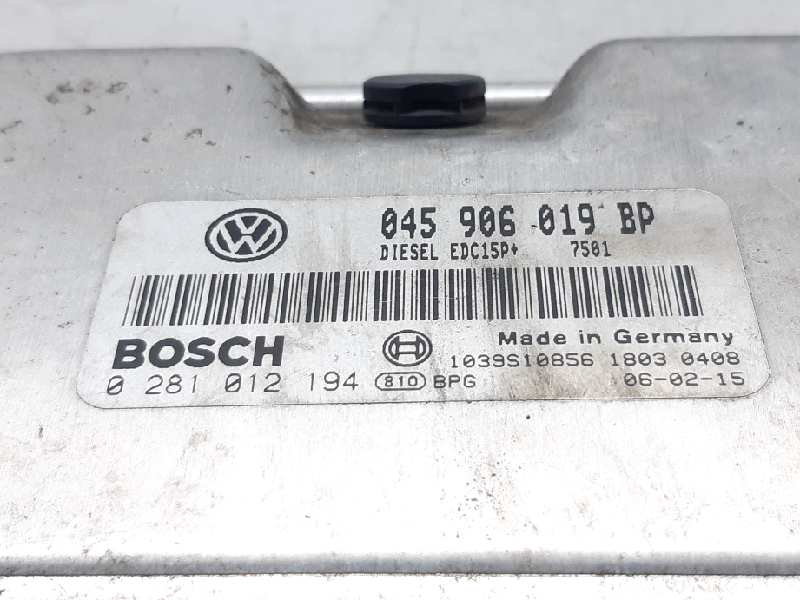 045 906 019 BP
DIESEL EDC15P+ 7501
BOSCH
Made in Germany
1039S10856 1803 0408
0 281 012 194 810 BPG
06-02-15